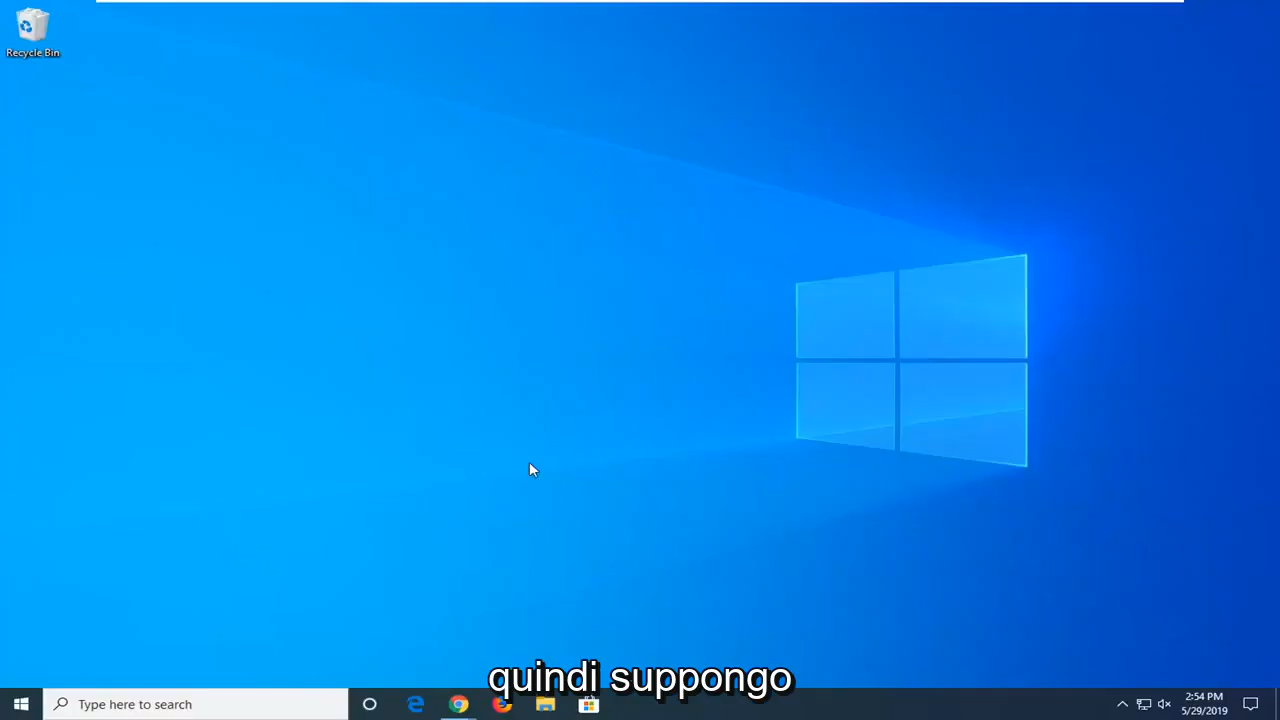 Recycle Bin
quindi suppongo
Type here to search
2:54 PM
5/29/2019